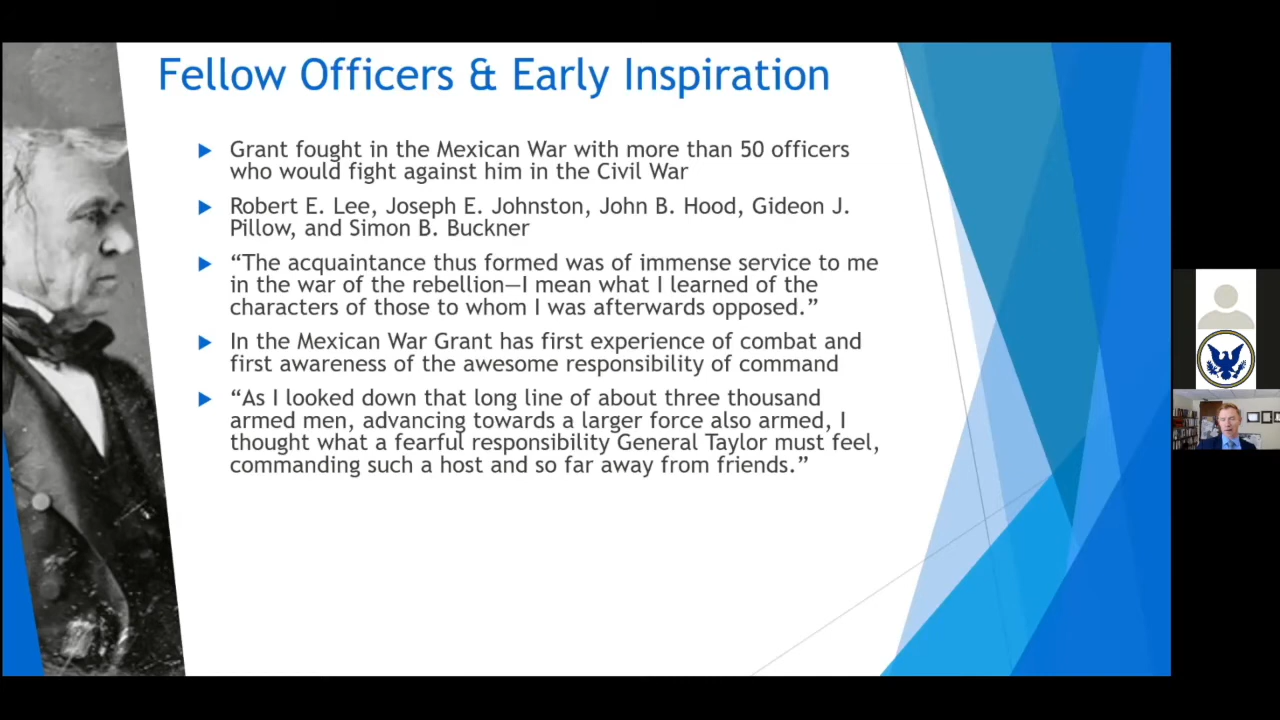 Fellow Officers & Early Inspiration
Grant fought in the Mexican War with more than 50 officers
who would fight against him in the Civil War
Robert E. Lee, Joseph E. Johnston, John B. Hood, Gideon J.
Pillow, and Simon B. Buckner
“The acquaintance thus formed was of immense service to me
in the war of the rebellion—I mean what I learned of the
characters of those to whom I was afterwards opposed.”
In the Mexican War Grant has first experience of combat and
first awareness of the awesome responsibility of command
“As I looked down that long line of about three thousand
armed men, advancing towards a larger force also armed, I
thought what a fearful responsibility General Taylor must feel,
commanding such a host and so far away from friends.”